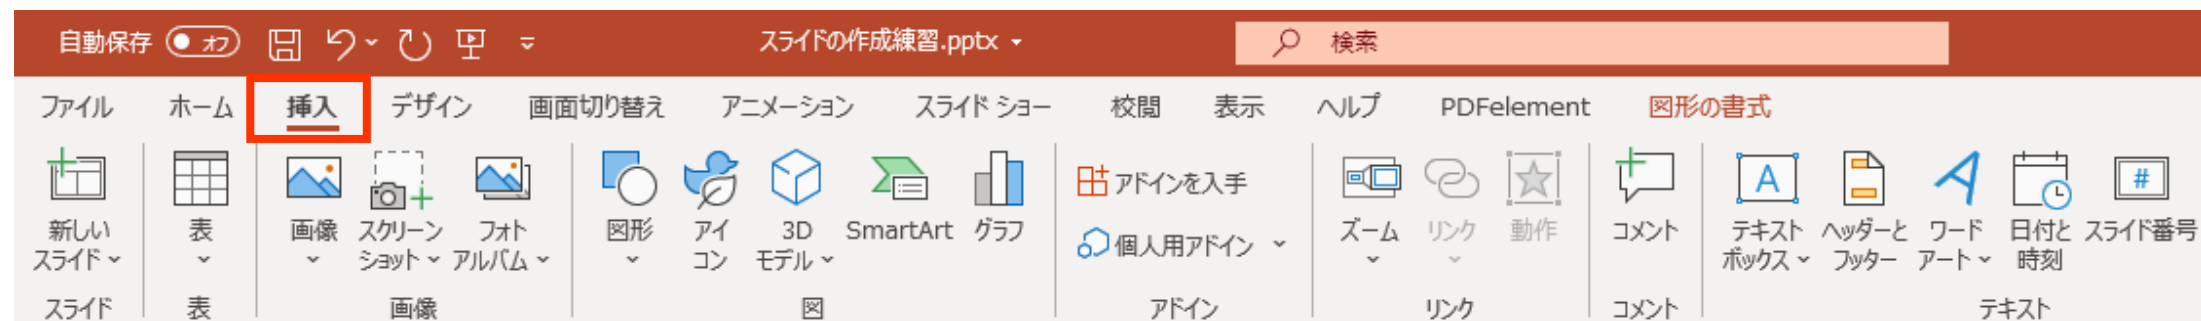 自動保存 オフ スライドの作成練習.pptx 検索
ファイル ホーム 挿入 デザイン 画面切り替え アニメーション スライド ショー 校閲 表示 ヘルプ PDFelement 図形の書式
新しい
スライド
表
画像
スクリーン
ショット
フォト
アルバム
図形
アイ
コン
3D
モデル
SmartArt
グラフ
アドインを入手
個人用アドイン
ズーム
リンク
動作
コメント
A
テキスト
ボックス
ヘッダーと
フッター
ワード
アート
日付と
時刻
#
スライド番号
スライド 表 画像 図 アドイン リンク コメント テキスト